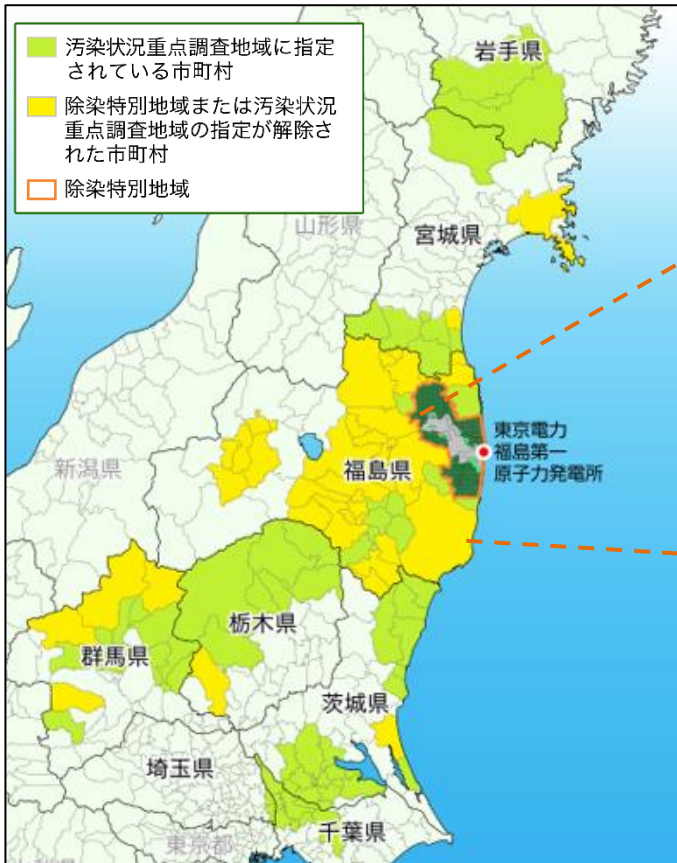 汚染状況重点調査地域に指定
されている市町村
除染特別地域または汚染状況
重点調査地域の指定が解除さ
れた市町村
除染特別地域
岩手県
山形県
宮城県
東京電力
福島第一
原子力発電所
新潟県
福島県
栃木県
群馬県
茨城県
埼玉県
東京都
千葉県